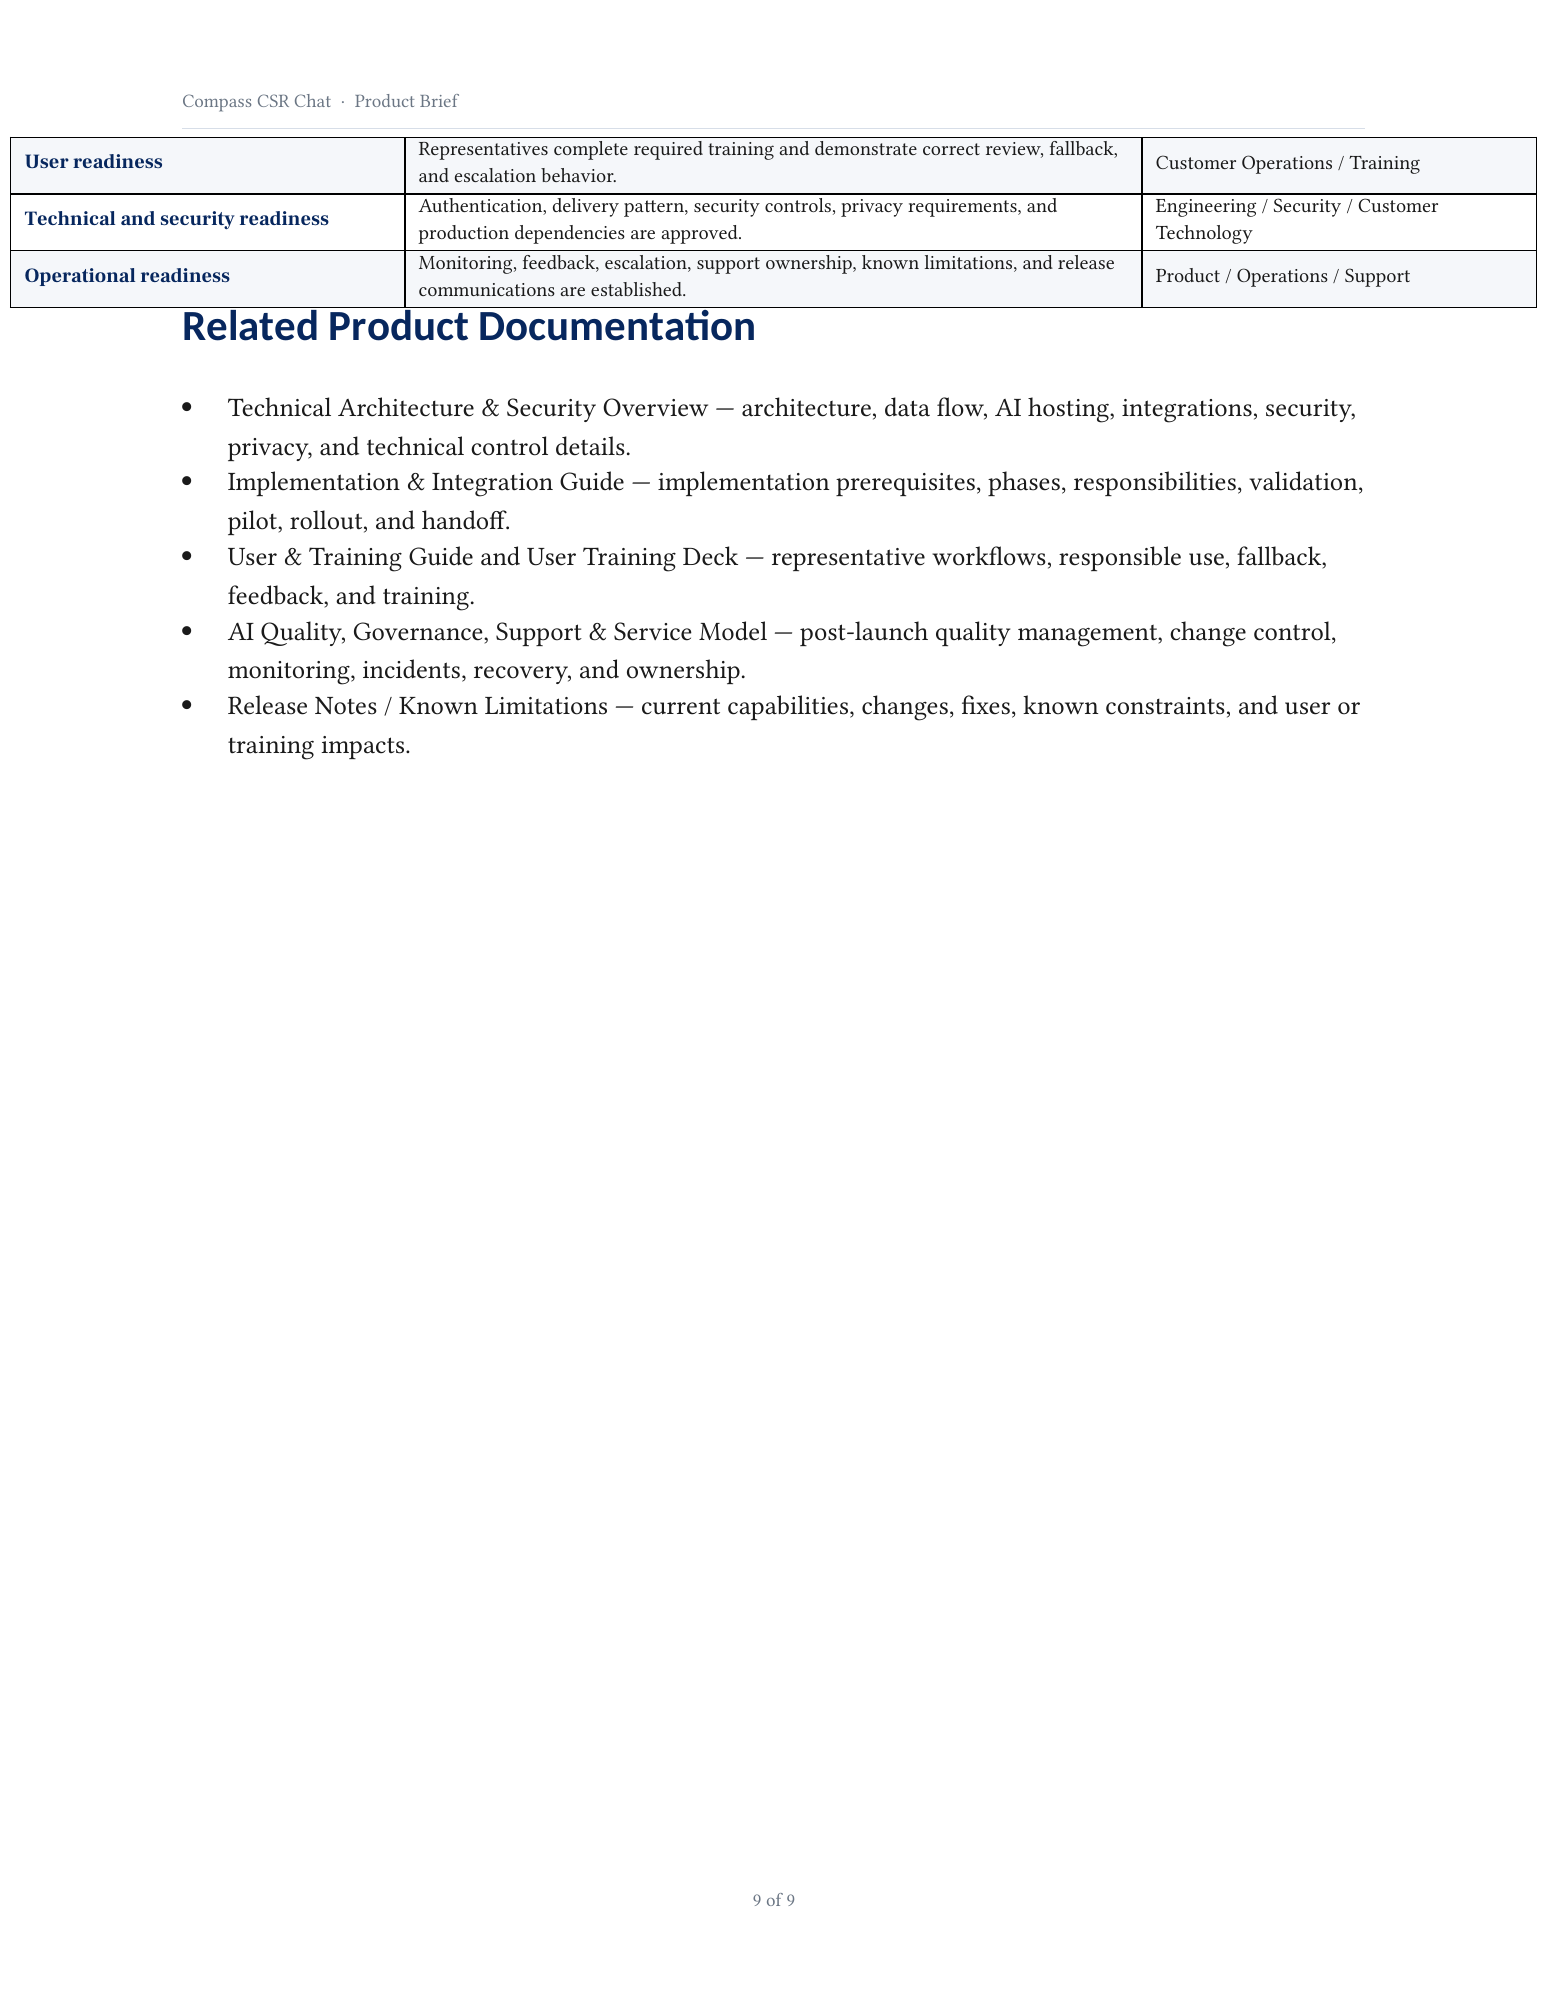 Compass CSR Chat · Product Brief
User readiness
Representatives complete required training and demonstrate correct review, fallback,
and escalation behavior.
Customer Operations / Training
Technical and security readiness
Authentication, delivery pattern, security controls, privacy requirements, and
production dependencies are approved.
Engineering / Security / Customer
Technology
Operational readiness
Monitoring, feedback, escalation, support ownership, known limitations, and release
communications are established.
Product / Operations / Support
Related Product Documentation
• Technical Architecture & Security Overview — architecture, data flow, AI hosting, integrations, security,
privacy, and technical control details.
• Implementation & Integration Guide — implementation prerequisites, phases, responsibilities, validation,
pilot, rollout, and handoff.
• User & Training Guide and User Training Deck — representative workflows, responsible use, fallback,
feedback, and training.
• AI Quality, Governance, Support & Service Model — post-launch quality management, change control,
monitoring, incidents, recovery, and ownership.
• Release Notes / Known Limitations — current capabilities, changes, fixes, known constraints, and user or
training impacts.
9 of 9